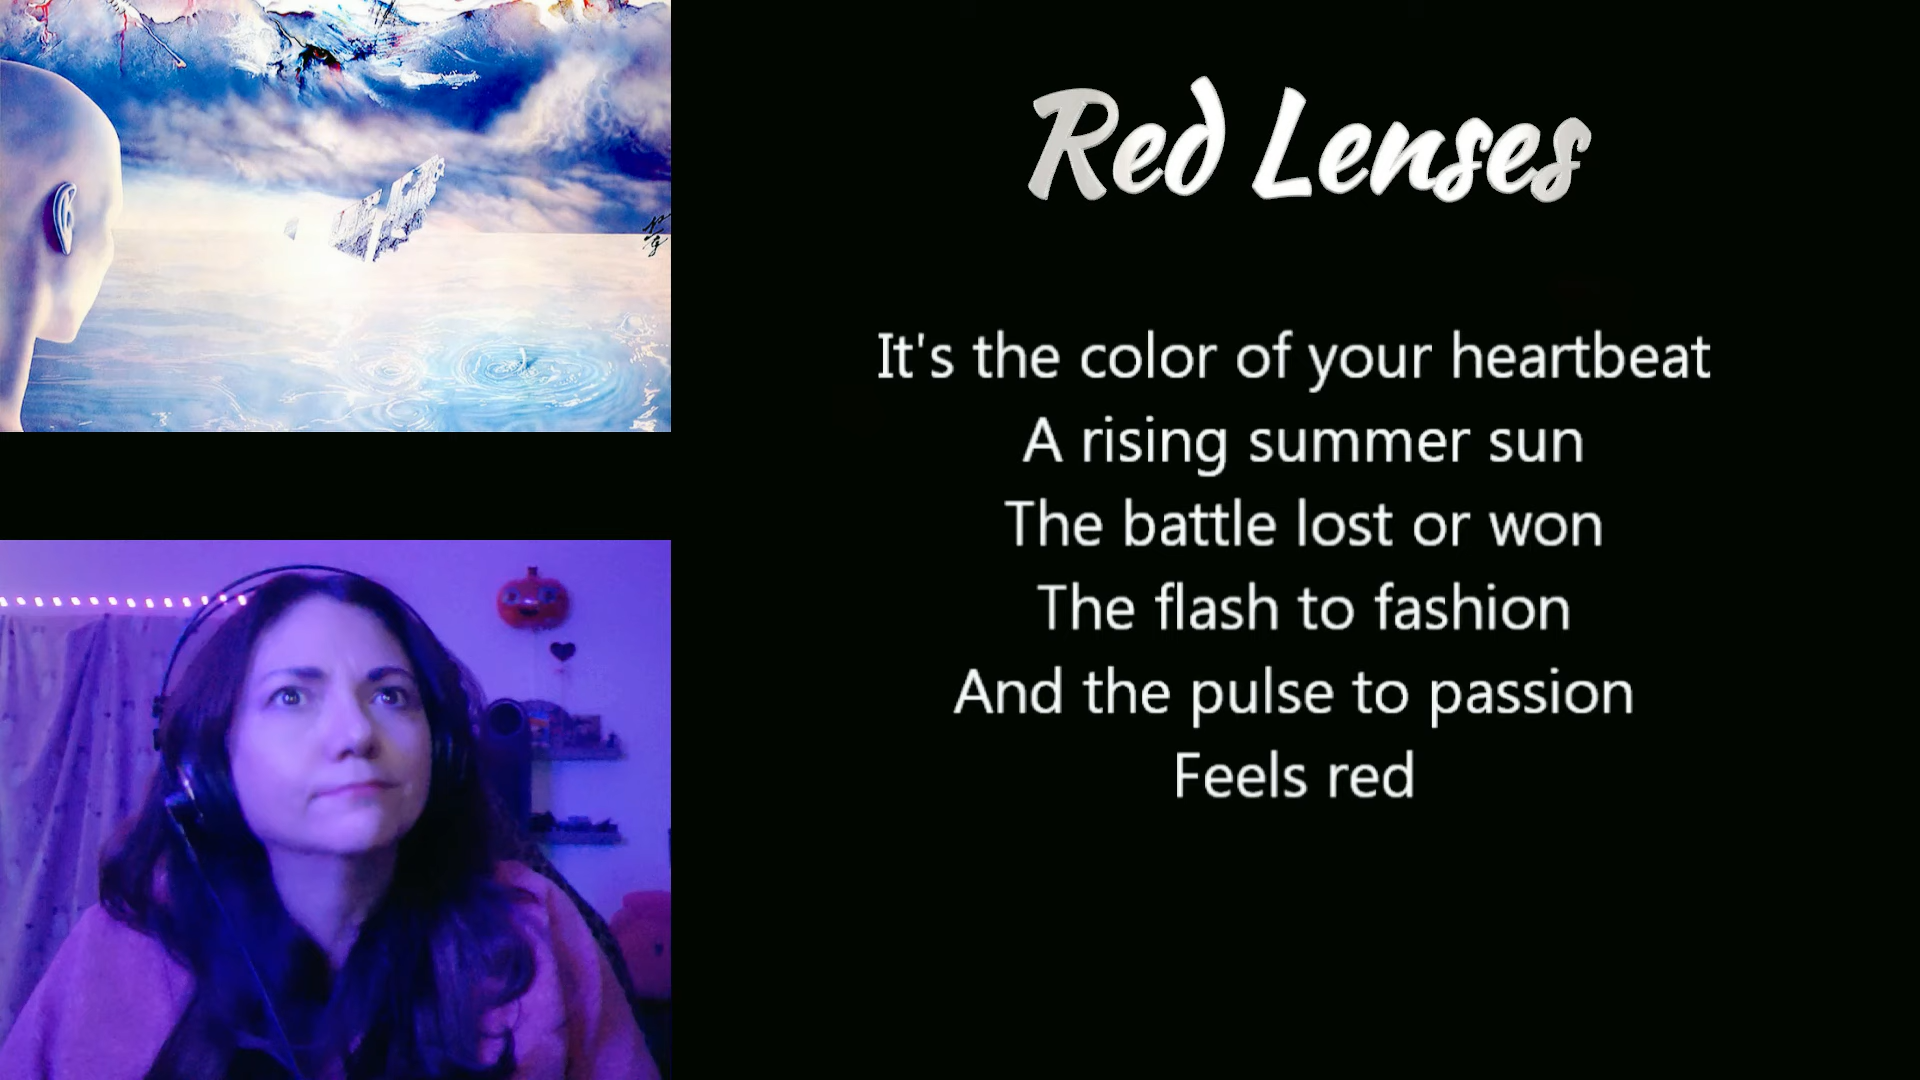 Red Lenses
It's the color of your heartbeat
A rising summer sun
The battle lost or won
The flash to fashion
And the pulse to passion
Feels red